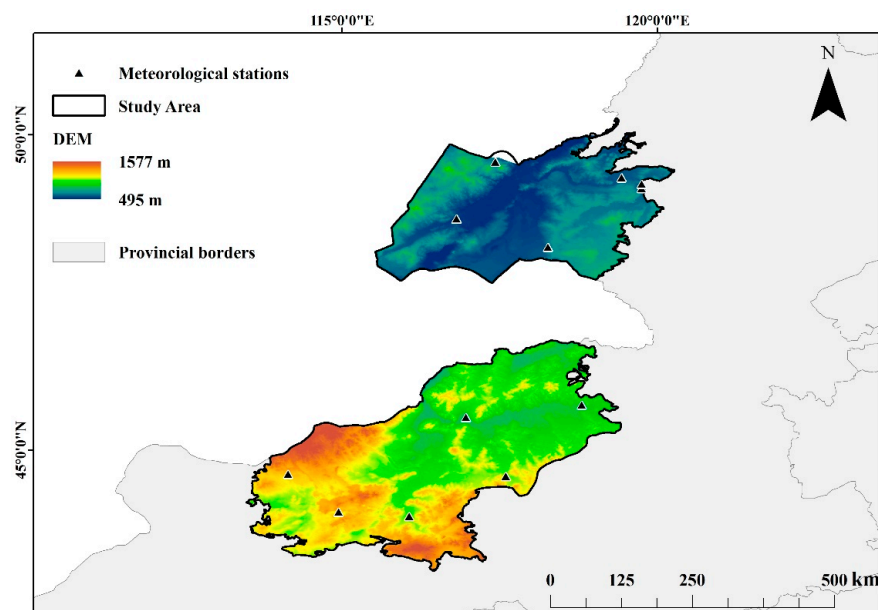 115°0'0"E 120°0'0"E
N
Meteorological stations
Study Area
DEM
1577 m
495 m
Provincial borders
50°0'0"N
45°0'0"N
0 125 250 500 km